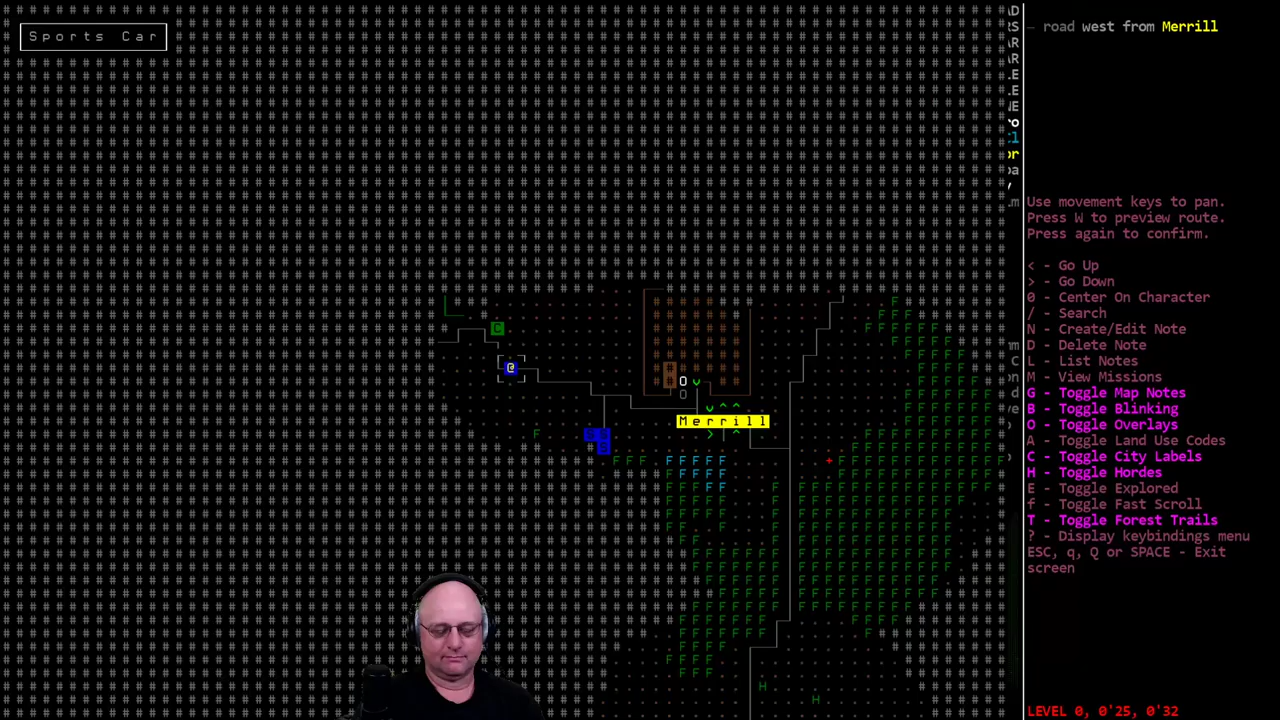 Sports Car
– road west from Merrill
Use movement keys to pan.
Press W to preview route.
Press again to confirm.
< - Go Up
> - Go Down
0 - Center On Character
/ - Search
N - Create/Edit Note
D - Delete Note
L - List Notes
M - View Missions
G - Toggle Map Notes
B - Toggle Blinking
O - Toggle Overlays
A - Toggle Land Use Codes
C - Toggle City Labels
H - Toggle Hordes
E - Toggle Explored
f - Toggle Fast Scroll
T - Toggle Forest Trails
? - Display keybindings menu
ESC, q, Q or SPACE - Exit
screen
Merrill
LEVEL 0, 0'25, 0'32